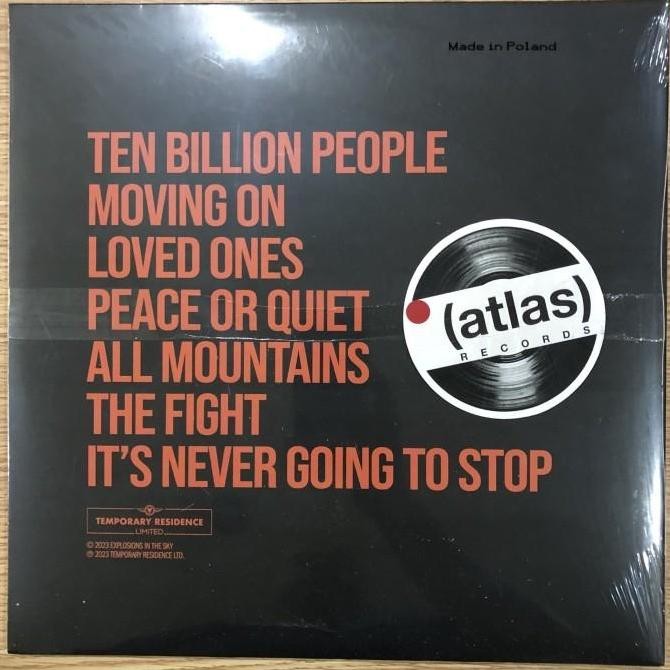 Made in Poland
TEN BILLION PEOPLE
MOVING ON
LOVED ONES
PEACE OR QUIET
ALL MOUNTAINS
THE FIGHT
IT'S NEVER GOING TO STOP
(atlas)
RECORDS
TEMPORARY RESIDENCE
LIMITED
© 2023 EXPLOSIONS IN THE SKY
℗ 2023 TEMPORARY RESIDENCE LTD.